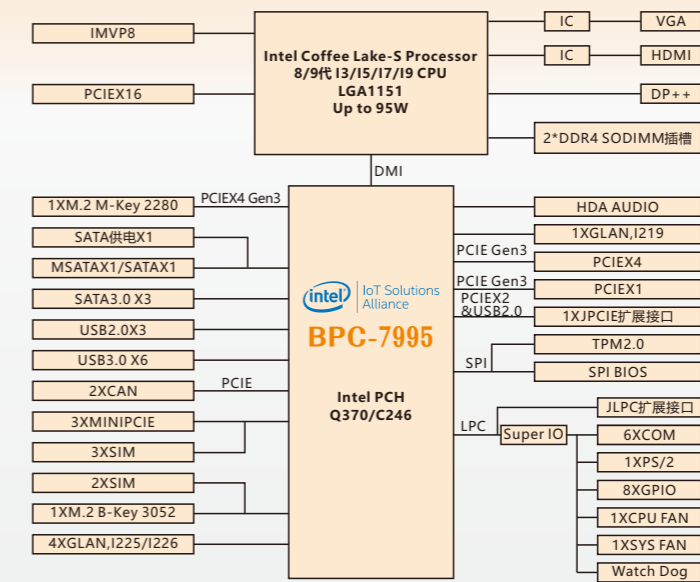 IMVP8
PCIEX16
Intel Coffee Lake-S Processor
8/9代 I3/I5/I7/I9 CPU
LGA1151
Up to 95W
IC
VGA
IC
HDMI
DP++
2*DDR4 SODIMM插槽
DMI
1XM.2 M-Key 2280
PCIEX4 Gen3
SATA供电X1
MSATAX1/SATAX1
SATA3.0 X3
USB2.0X3
USB3.0 X6
2XCAN
PCIE
3XMINIPCIE
3XSIM
2XSIM
1XM.2 B-Key 3052
4XGLAN,I225/I226
intel
IoT Solutions
Alliance
BPC-7995
Intel PCH
Q370/C246
HDA AUDIO
1XGLAN,I219
PCIE Gen3
PCIEX4
PCIE Gen3
PCIEX1
PCIEX2
&USB2.0
1XJPCIE扩展接口
TPM2.0
SPI
SPI BIOS
JLPC扩展接口
LPC
Super IO
6XCOM
1XPS/2
8XGPIO
1XCPU FAN
1XSYS FAN
Watch Dog